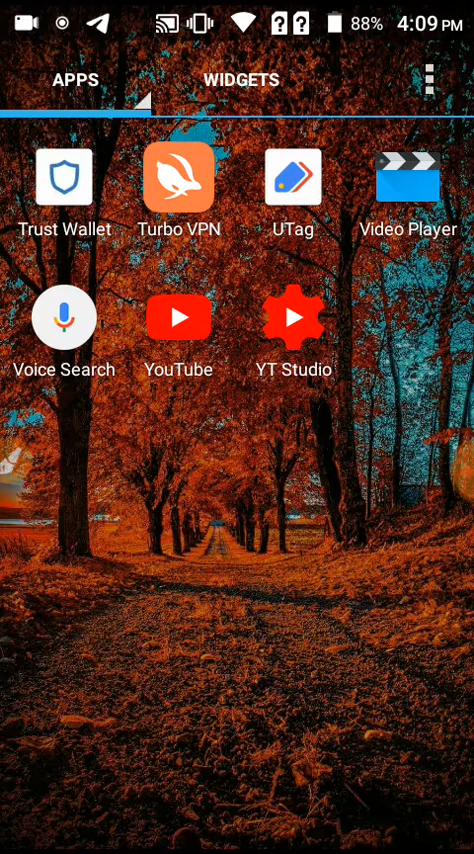 88% 4:09 PM
APPS WIDGETS
Trust Wallet Turbo VPN UTag Video Player
Voice Search YouTube YT Studio